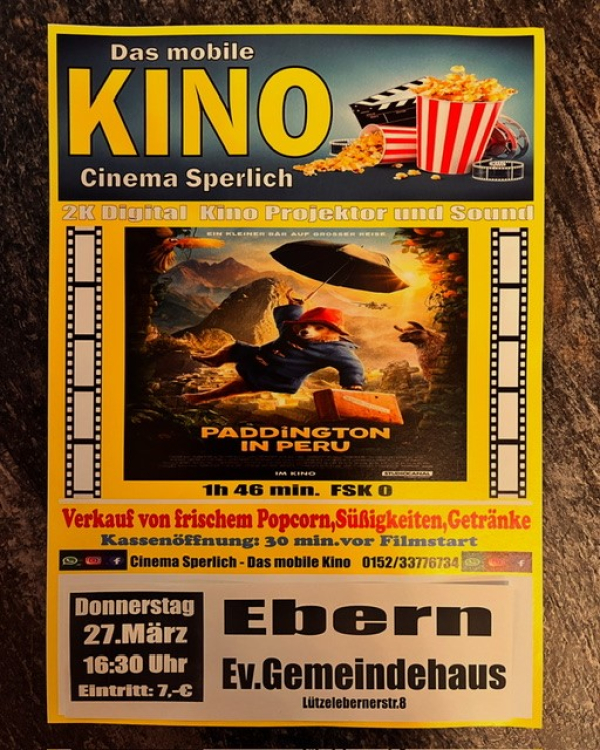 Das mobile
KINO
Cinema Sperlich
2K Digital Kino Projektor und Sound
EIN KLEINER BÄR AUF GROSSER REISE
PADDiNGTON
IN PERU
IM KINO
STUDIOCANAL
1h 46 min. FSK 0
Verkauf von frischem Popcorn,Süßigkeiten,Getränke
Kassenöffnung: 30 min.vor Filmstart
Cinema Sperlich - Das mobile Kino 0152/33776734
Donnerstag
27.März
16:30 Uhr
Eintritt: 7,-€
Ebern
Ev.Gemeindehaus
Lützelebernerstr.8